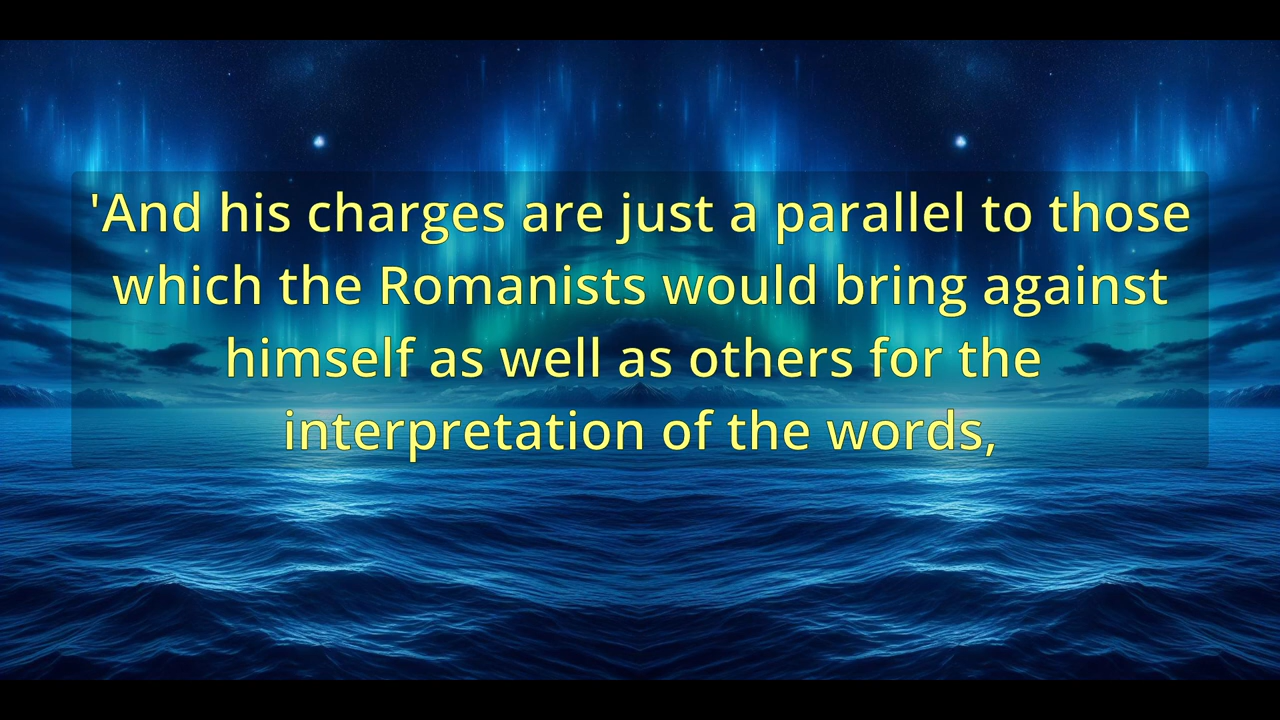 'And his charges are just a parallel to those
which the Romanists would bring against
himself as well as others for the
interpretation of the words,